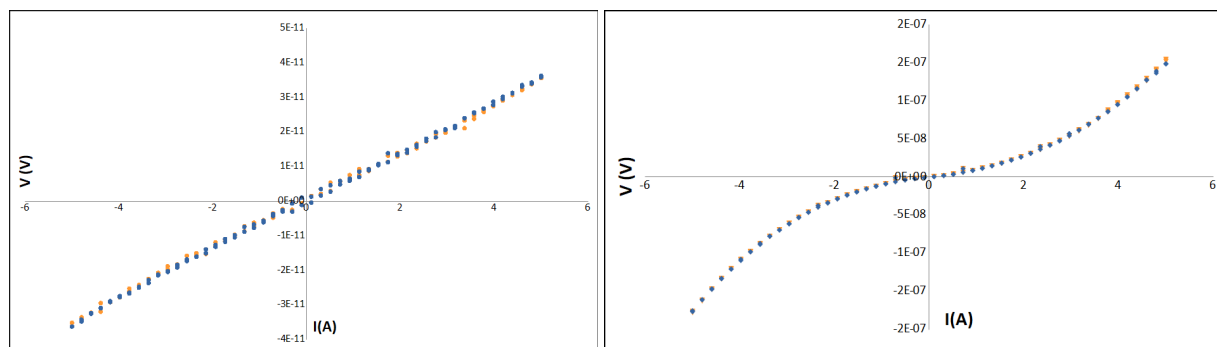 5E-11
4E-11
3E-11
2E-11
1E-11
0E+00
-6 -4 -2 0 2 4 6
-1E-11
-2E-11
-3E-11
-4E-11
V (V)
I(A)
2E-07
2E-07
1E-07
5E-08
0E+00
-6 -4 -2 0 2 4 6
-5E-08
-1E-07
-2E-07
-2E-07
V (V)
I(A)